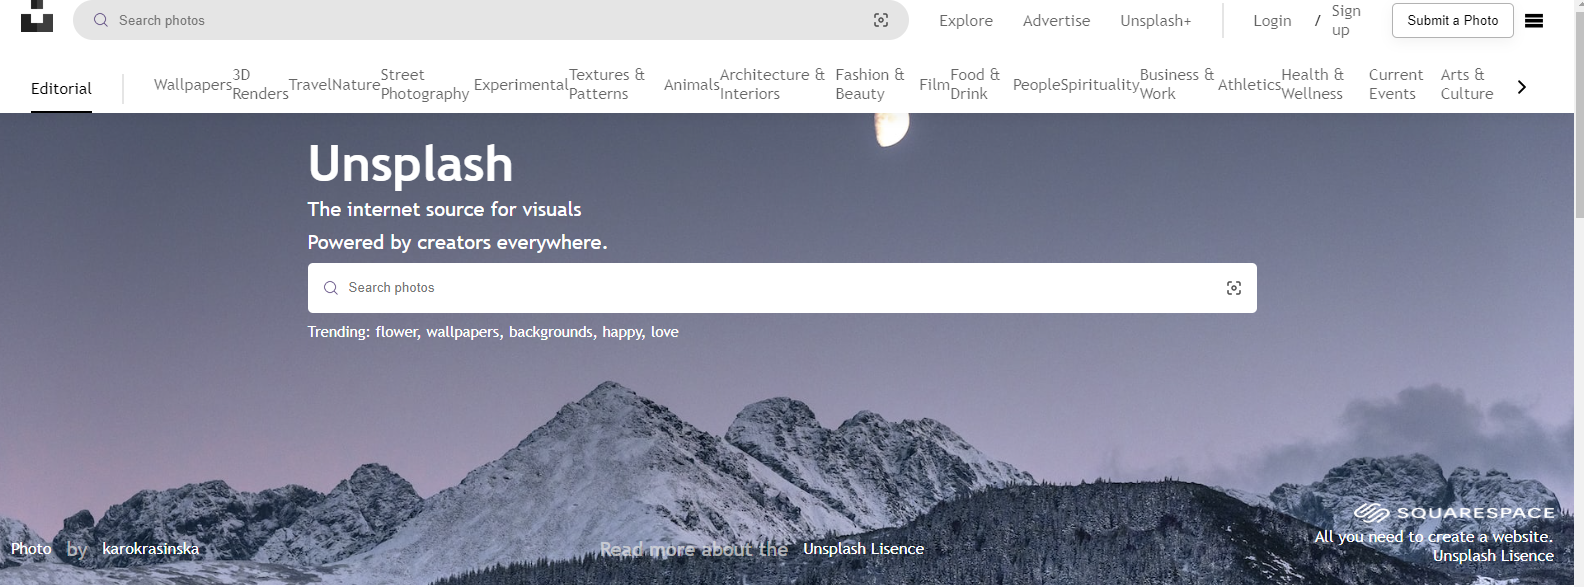 Search photos
Explore Advertise Unsplash+ Login / Sign up Submit a Photo
Editorial
Wallpapers
3D Renders
Travel
Nature
Street Photography
Experimental
Textures & Patterns
Animals
Architecture & Interiors
Fashion & Beauty
Film
Food & Drink
People
Spirituality
Business & Work
Athletics
Health & Wellness
Current Events
Arts & Culture
Unsplash
The internet source for visuals
Powered by creators everywhere.
Search photos
Trending: flower, wallpapers, backgrounds, happy, love
SQUARESPACE
All you need to create a website.
Unsplash Lisence
Photo by karokrasinska
Read more about the Unsplash Lisence